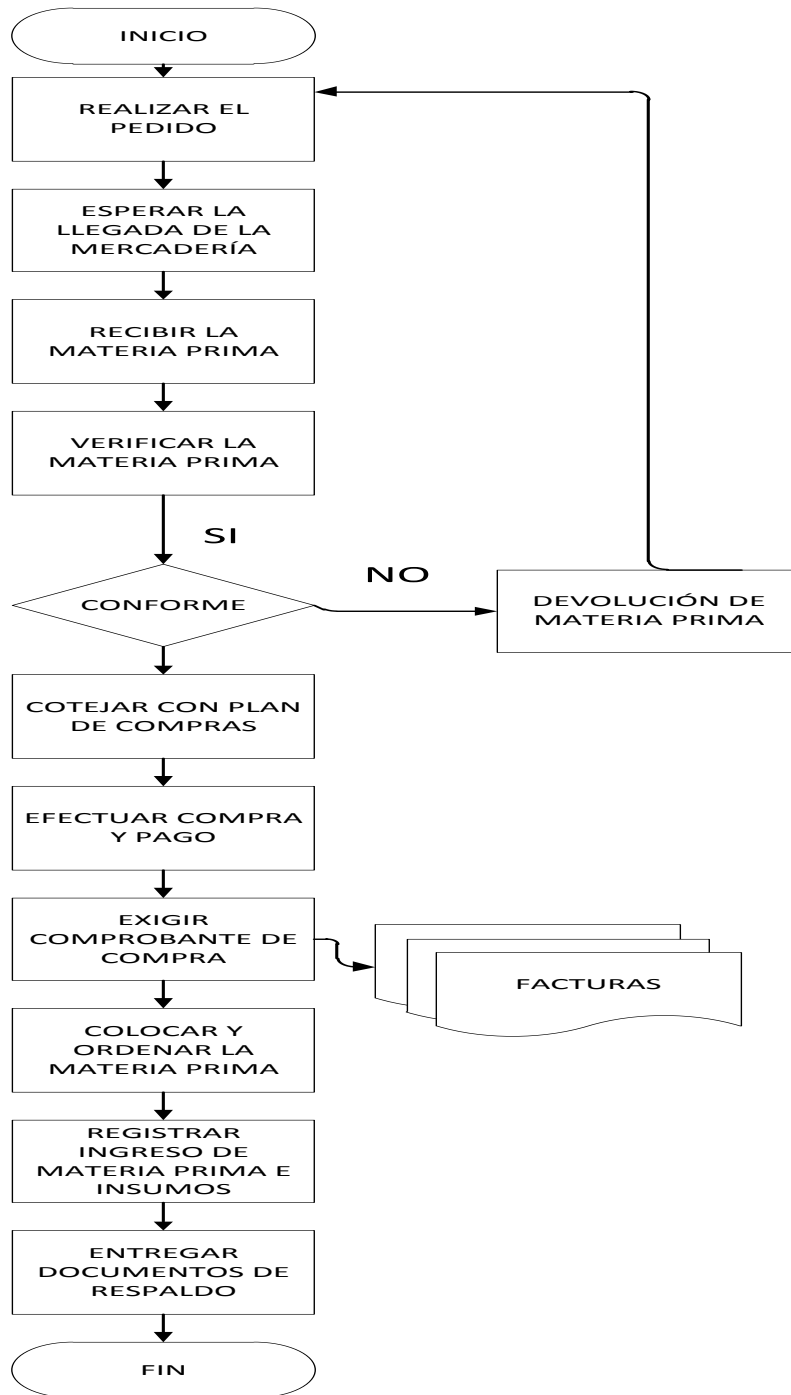 INICIO
REALIZAR EL
PEDIDO
ESPERAR LA
LLEGADA DE LA
MERCADERÍA
RECIBIR LA
MATERIA PRIMA
VERIFICAR LA
MATERIA PRIMA
SI
NO
CONFORME
DEVOLUCIÓN DE
MATERIA PRIMA
COTEJAR CON PLAN
DE COMPRAS
EFECTUAR COMPRA
Y PAGO
EXIGIR
COMPROBANTE DE
COMPRA
FACTURAS
COLOCAR Y
ORDENAR LA
MATERIA PRIMA
REGISTRAR
INGRESO DE
MATERIA PRIMA E
INSUMOS
ENTREGAR
DOCUMENTOS DE
RESPALDO
FIN